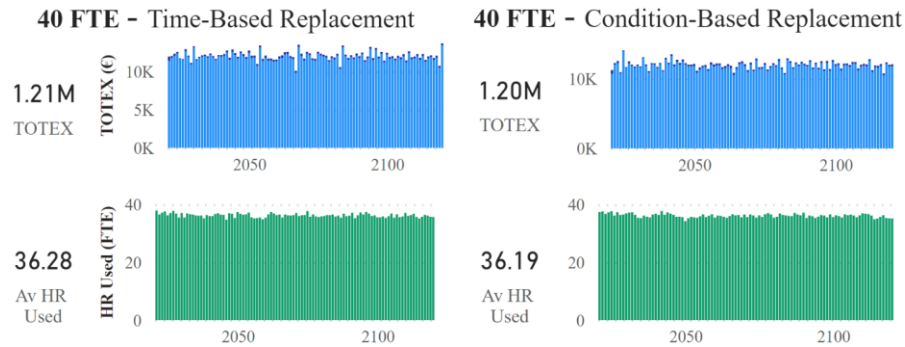 40 FTE – Time-Based Replacement
40 FTE – Condition-Based Replacement
1.21M
TOTEX
TOTEX (€)
10K
5K
0K
2050
2100
1.20M
TOTEX
10K
0K
2050
2100
36.28
Av HR
Used
HR Used (FTE)
40
20
0
2050
2100
36.19
Av HR
Used
40
20
0
2050
2100